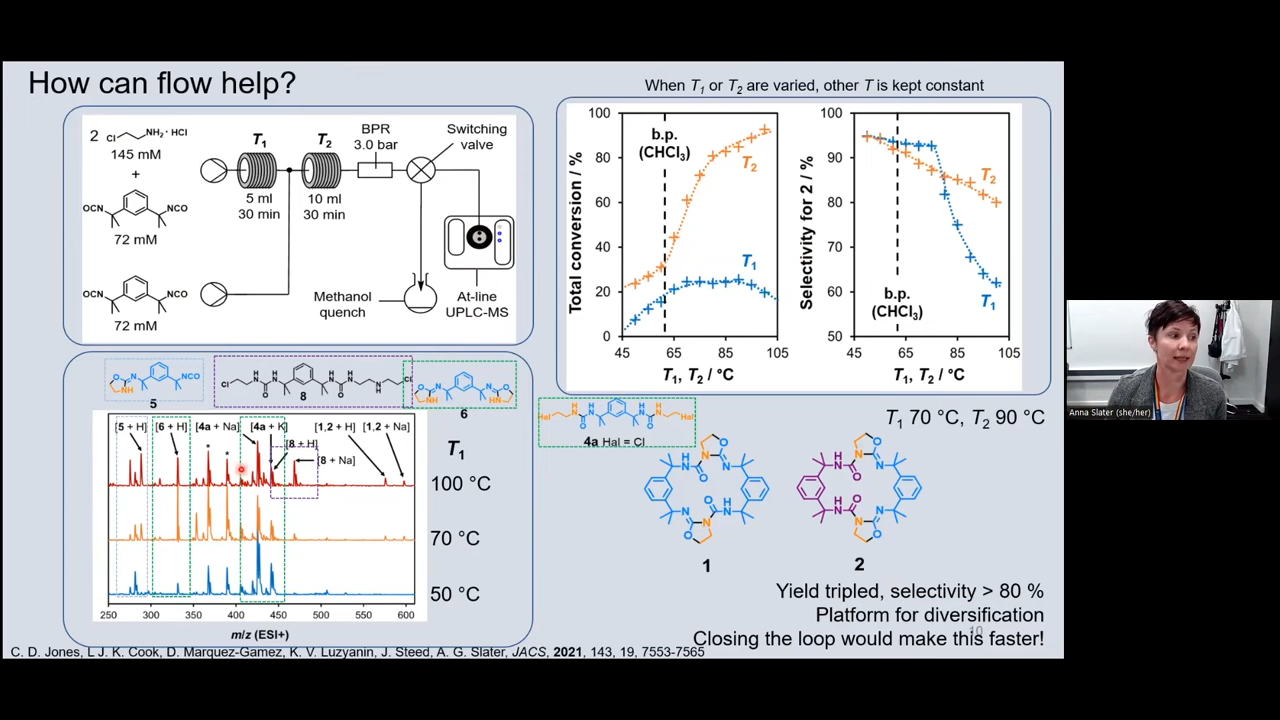 How can flow help?
When T1 or T2 are varied, other T is kept constant
2 Cl NH2 · HCl
145 mM
+
OCN NCO
72 mM
OCN NCO
72 mM
T1
5 ml
30 min
T2
10 ml
30 min
BPR
3.0 bar
Switching
valve
Methanol
quench
At-line
UPLC-MS
Total conversion / %
100
80
60
40
20
0
b.p.
(CHCl3)
T2
T1
45 65 85 105
T1, T2 / °C
Selectivity for 2 / %
100
90
80
70
60
50
b.p.
(CHCl3)
T2
T1
45 65 85 105
T1, T2 / °C
5
8
6
4a Hal = Cl
[5 + H] [6 + H] [4a + Na] [4a + K] [8 + H] [8 + Na] [1,2 + H] [1,2 + Na]
* *
T1
100 °C
70 °C
50 °C
250 300 350 400 450 500 550 600
m/z (ESI+)
T1 70 °C, T2 90 °C
1
2
Yield tripled, selectivity > 80 %
Platform for diversification
Closing the loop would make this faster!
10
C. D. Jones, L J. K. Cook, D. Marquez-Gamez, K. V. Luzyanin, J. Steed, A. G. Slater, JACS, 2021, 143, 19, 7553-7565
Anna Slater (she/her)